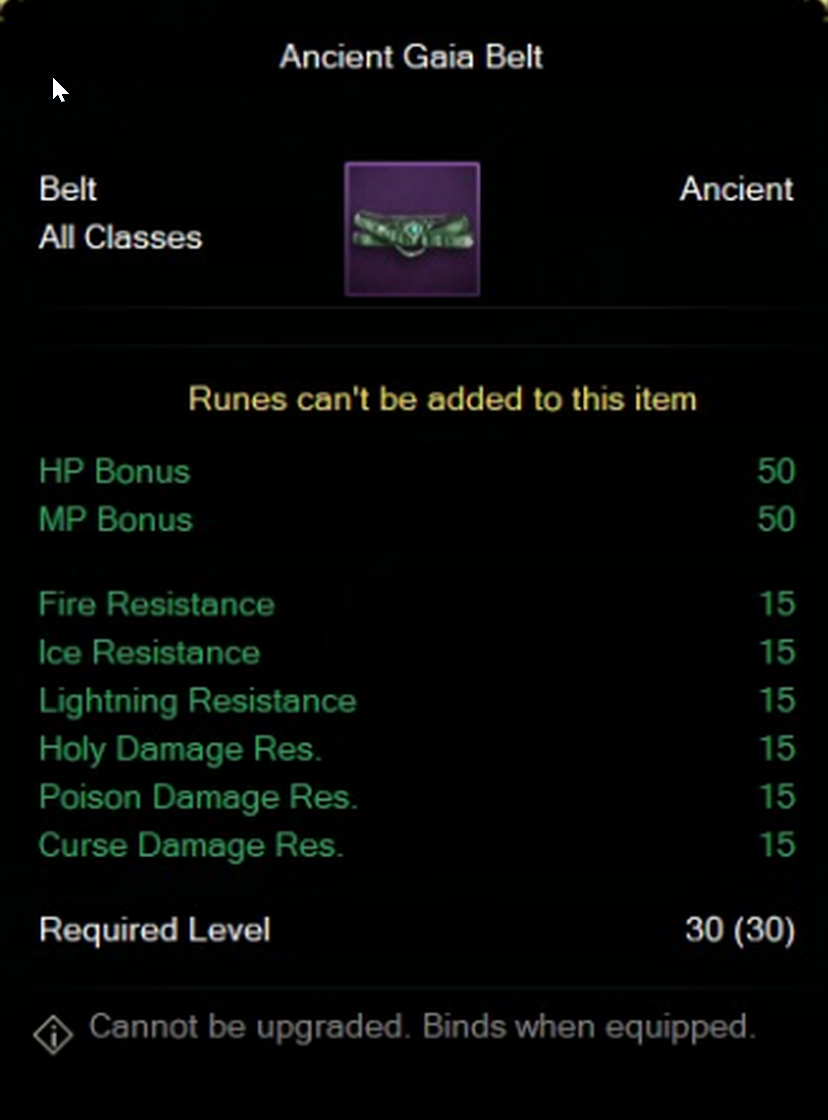 Ancient Gaia Belt
Belt Ancient
All Classes
Runes can't be added to this item
HP Bonus 50
MP Bonus 50
Fire Resistance 15
Ice Resistance 15
Lightning Resistance 15
Holy Damage Res. 15
Poison Damage Res. 15
Curse Damage Res. 15
Required Level 30 (30)
Cannot be upgraded. Binds when equipped.